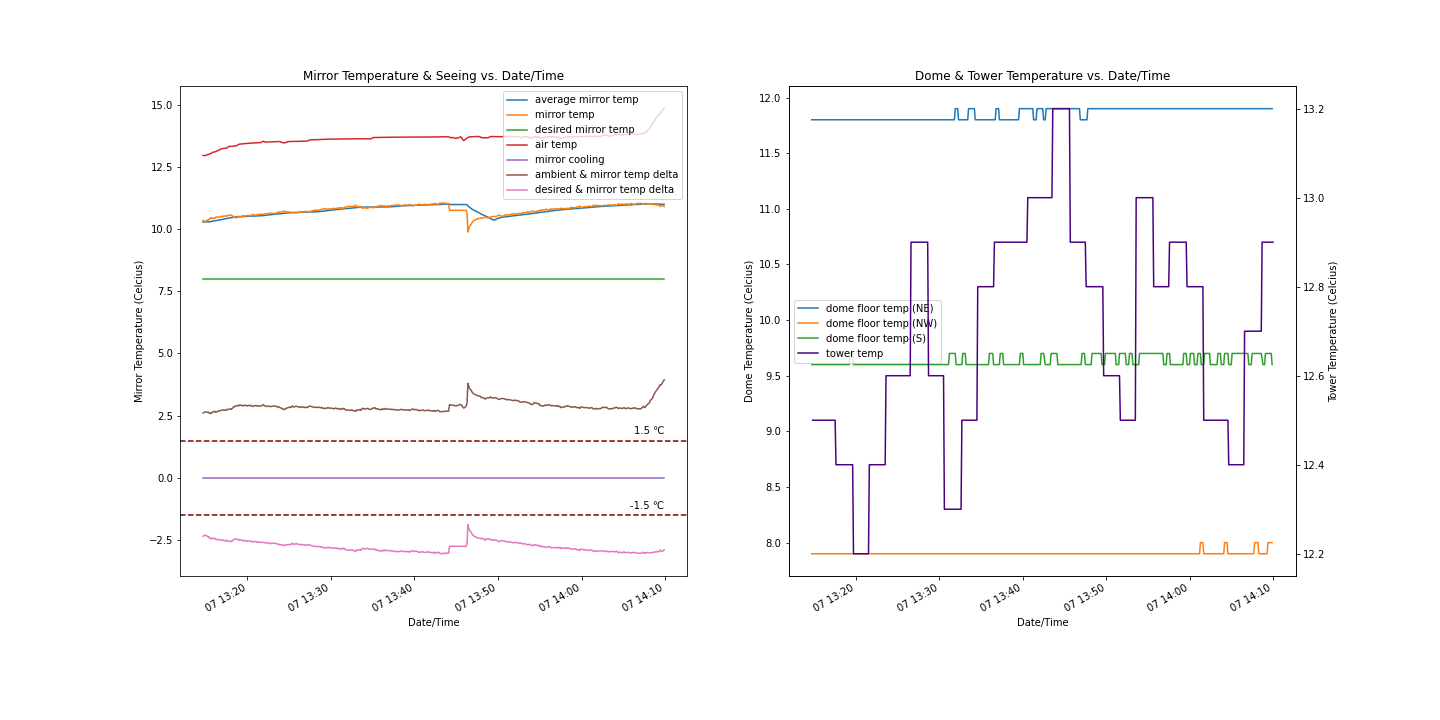 Mirror Temperature & Seeing vs. Date/Time
Mirror Temperature (Celcius)
15.0
12.5
10.0
7.5
5.0
2.5
0.0
−2.5
average mirror temp
mirror temp
desired mirror temp
air temp
mirror cooling
ambient & mirror temp delta
desired & mirror temp delta
1.5 ℃
-1.5 ℃
07 13:20
07 13:30
07 13:40
07 13:50
07 14:00
07 14:10
Date/Time
Dome & Tower Temperature vs. Date/Time
Dome Temperature (Celcius)
12.0
11.5
11.0
10.5
10.0
9.5
9.0
8.5
8.0
dome floor temp (NE)
dome floor temp (NW)
dome floor temp (S)
tower temp
13.2
13.0
12.8
12.6
12.4
12.2
Tower Temperature (Celcius)
07 13:20
07 13:30
07 13:40
07 13:50
07 14:00
07 14:10
Date/Time